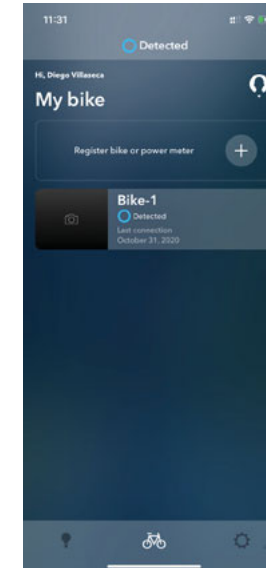 11:31
Detected
Hi, Diego Villaseca
My bike
Register bike or power meter
Bike-1
Detected
Last connection
October 31, 2020